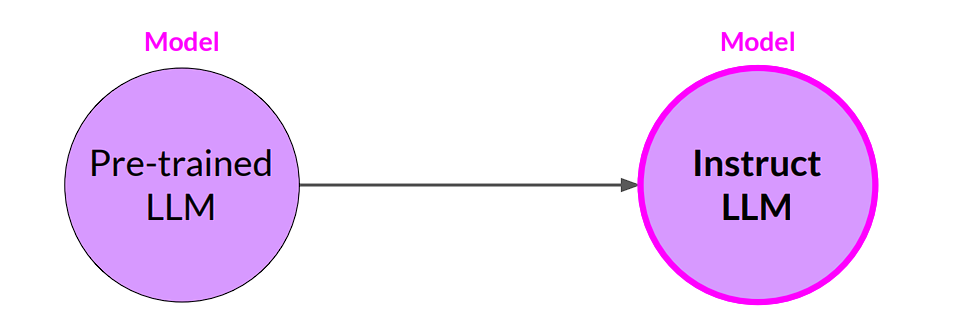 Model
Model
Pre-trained
LLM
Instruct
LLM